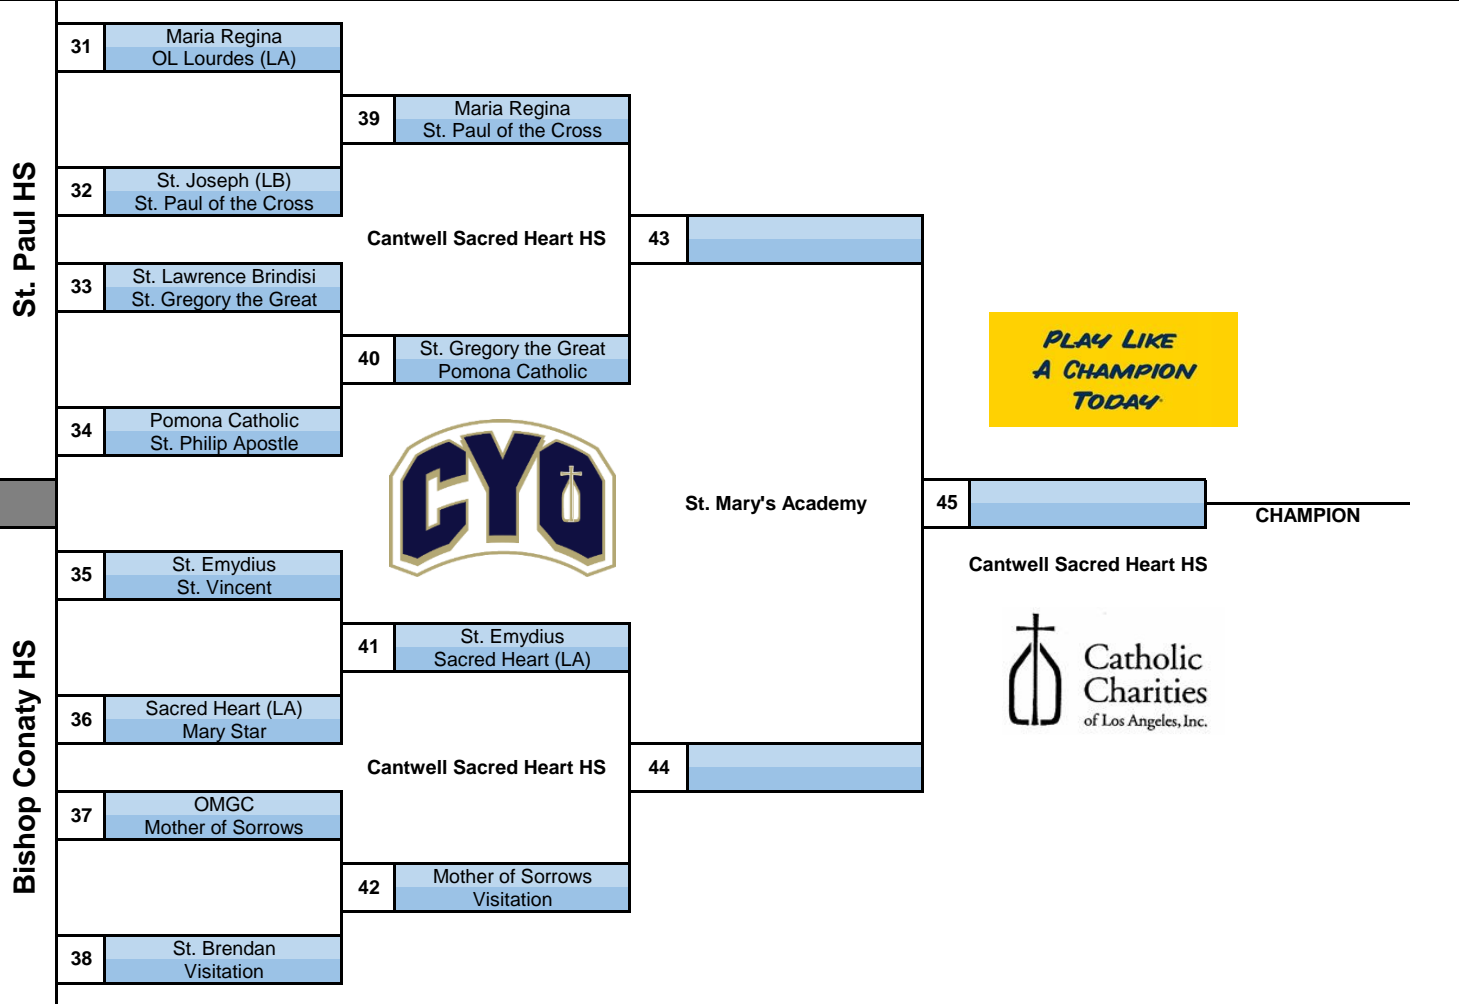 St. Paul HS
31
Maria Regina
OL Lourdes (LA)
39
Maria Regina
St. Paul of the Cross
32
St. Joseph (LB)
St. Paul of the Cross
Cantwell Sacred Heart HS
43
33
St. Lawrence Brindisi
St. Gregory the Great
40
St. Gregory the Great
Pomona Catholic
34
Pomona Catholic
St. Philip Apostle
PLAY LIKE
A CHAMPION
TODAY
CYO
St. Mary's Academy
45
CHAMPION
Cantwell Sacred Heart HS
Bishop Conaty HS
35
St. Emydius
St. Vincent
41
St. Emydius
Sacred Heart (LA)
36
Sacred Heart (LA)
Mary Star
Cantwell Sacred Heart HS
44
37
OMGC
Mother of Sorrows
42
Mother of Sorrows
Visitation
38
St. Brendan
Visitation
Catholic
Charities
of Los Angeles, Inc.